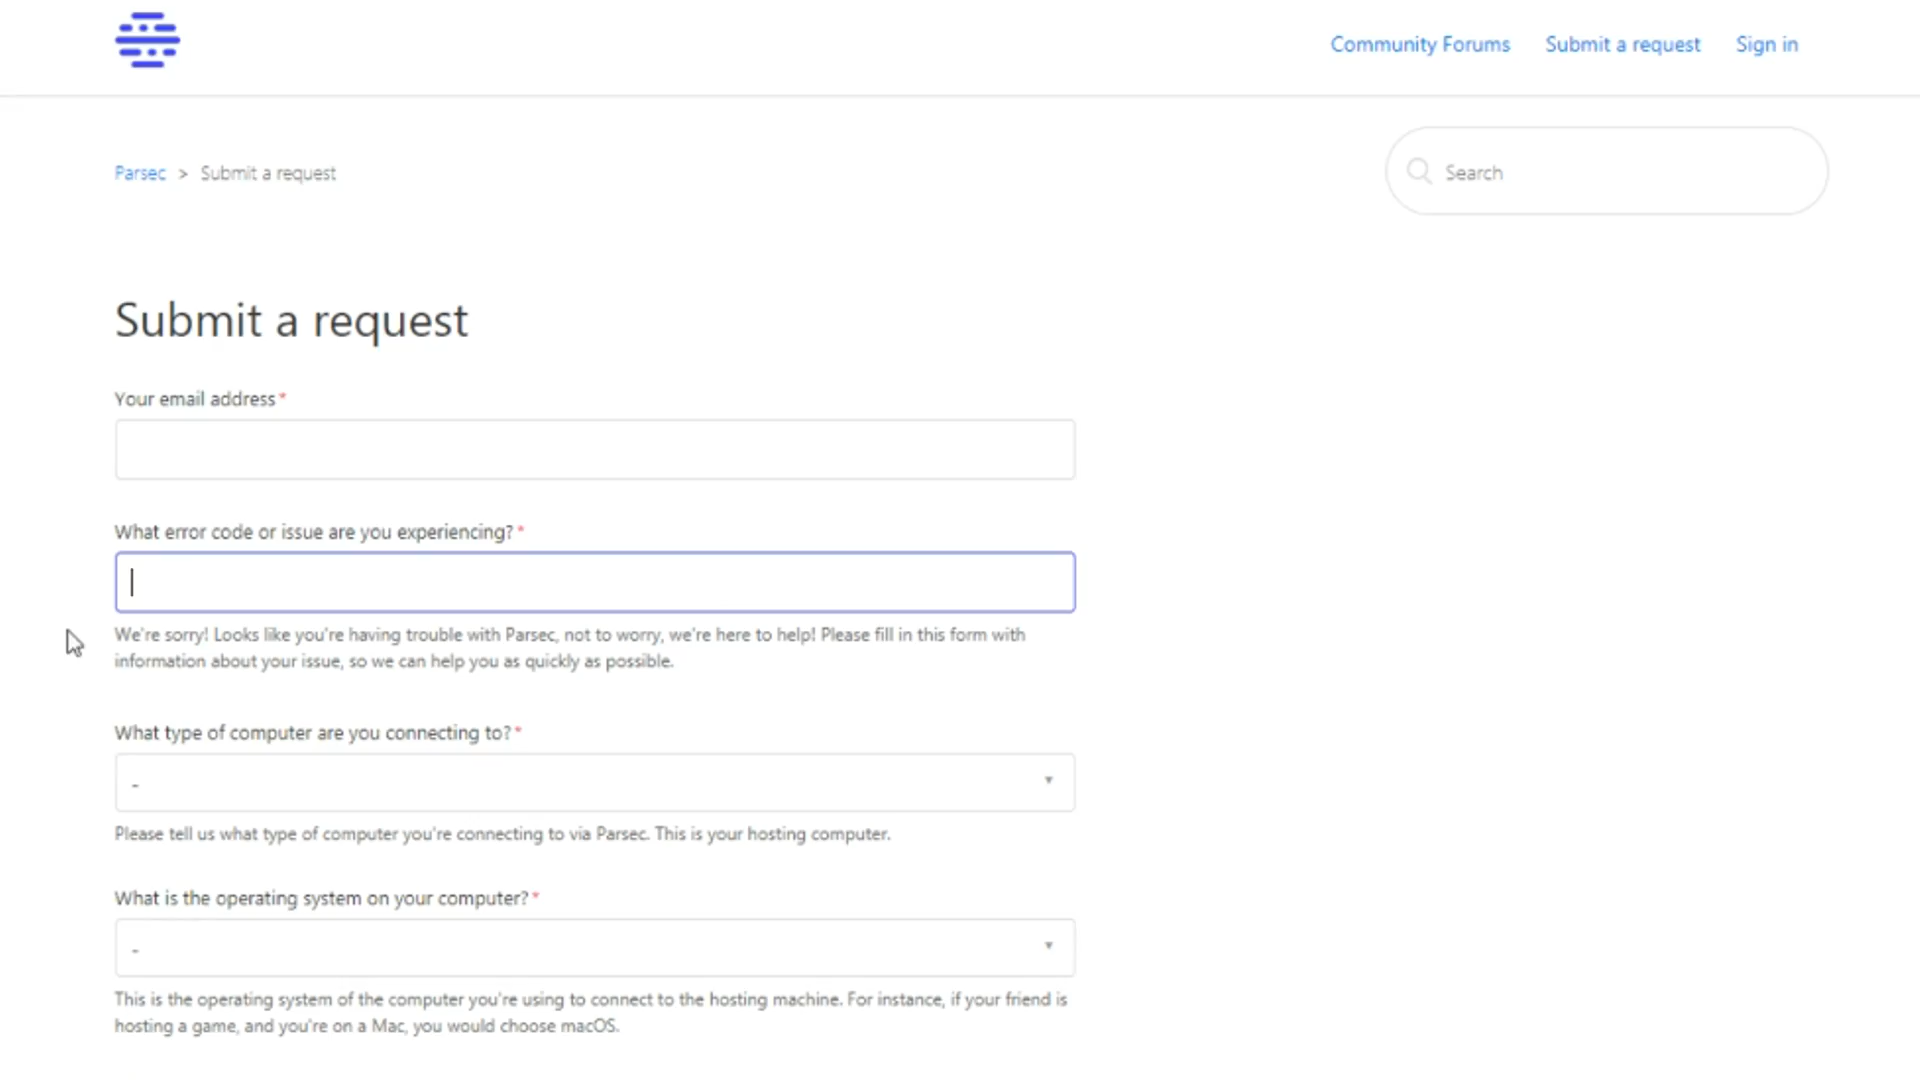 Community Forums Submit a request Sign in
Parsec > Submit a request
Search
Submit a request
Your email address*
What error code or issue are you experiencing?*
We're sorry! Looks like you're having trouble with Parsec, not to worry, we're here to help! Please fill in this form with
information about your issue, so we can help you as quickly as possible.
What type of computer are you connecting to?*
-
Please tell us what type of computer you're connecting to via Parsec. This is your hosting computer.
What is the operating system on your computer?*
-
This is the operating system of the computer you're using to connect to the hosting machine. For instance, if your friend is
hosting a game, and you're on a Mac, you would choose macOS.